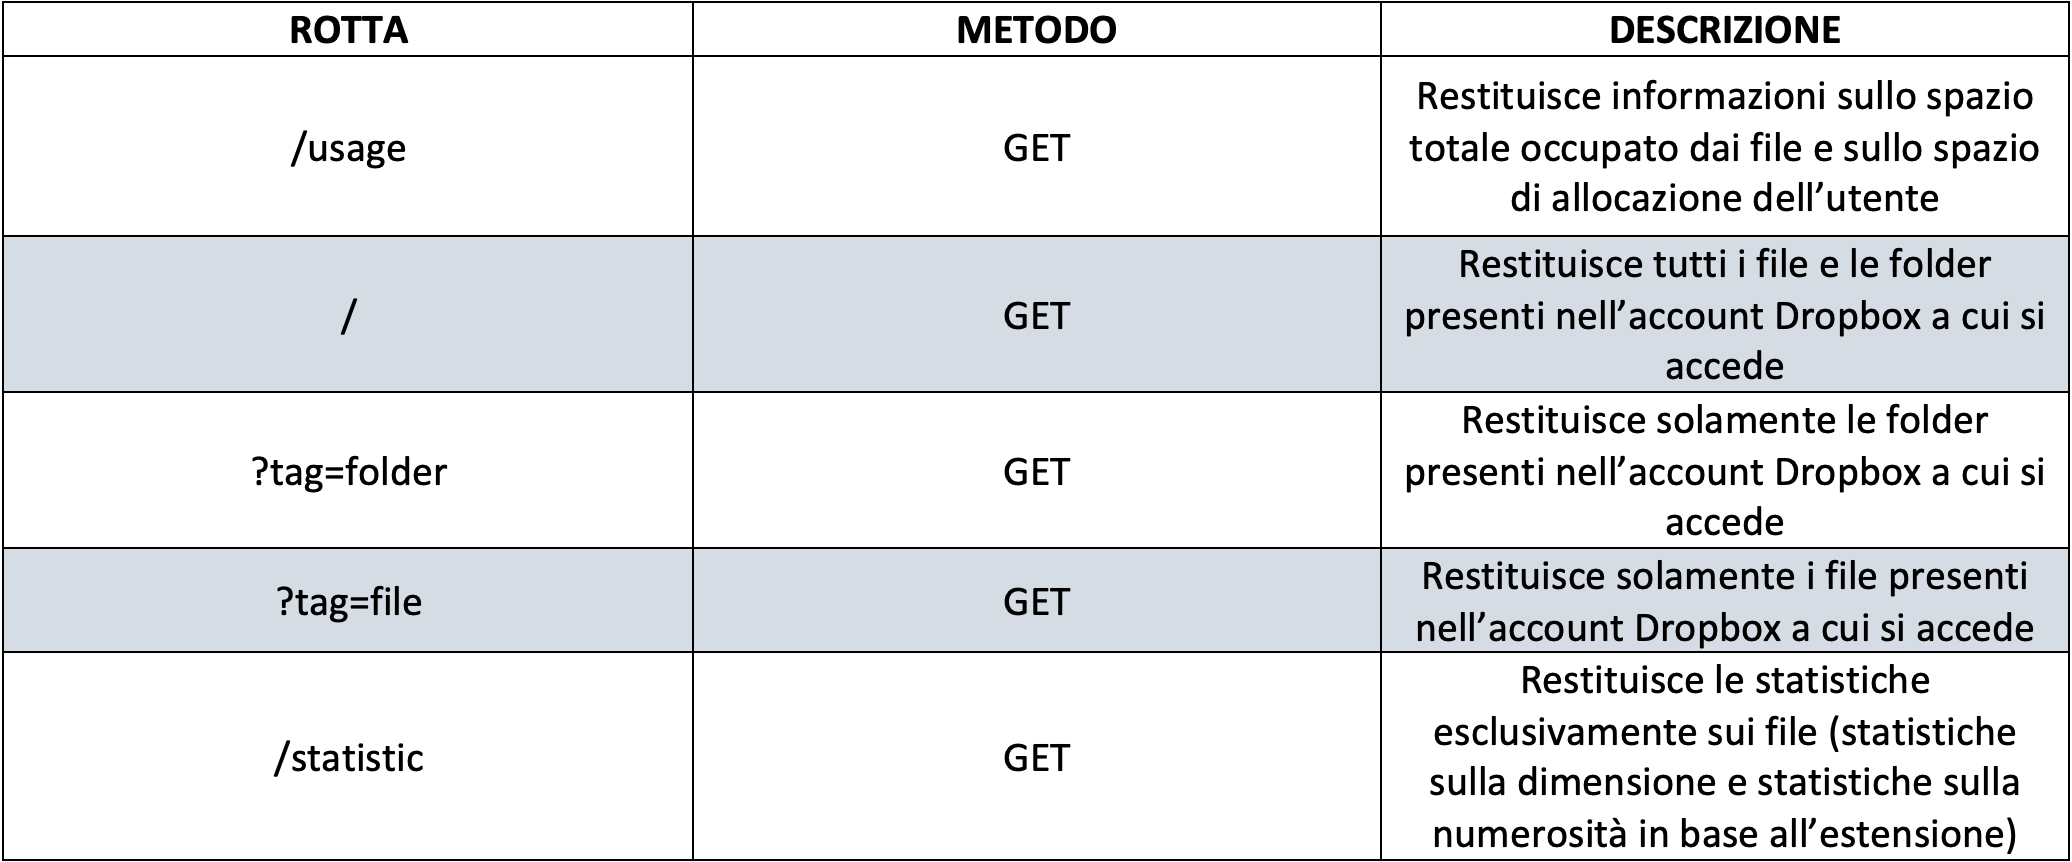 ROTTA METODO DESCRIZIONE
/usage GET Restituisce informazioni sullo spazio
totale occupato dai file e sullo spazio
di allocazione dell’utente
/ GET Restituisce tutti i file e le folder
presenti nell’account Dropbox a cui si
accede
?tag=folder GET Restituisce solamente le folder
presenti nell’account Dropbox a cui si
accede
?tag=file GET Restituisce solamente i file presenti
nell’account Dropbox a cui si accede
/statistic GET Restituisce le statistiche
esclusivamente sui file (statistiche
sulla dimensione e statistiche sulla
numerosità in base all’estensione)